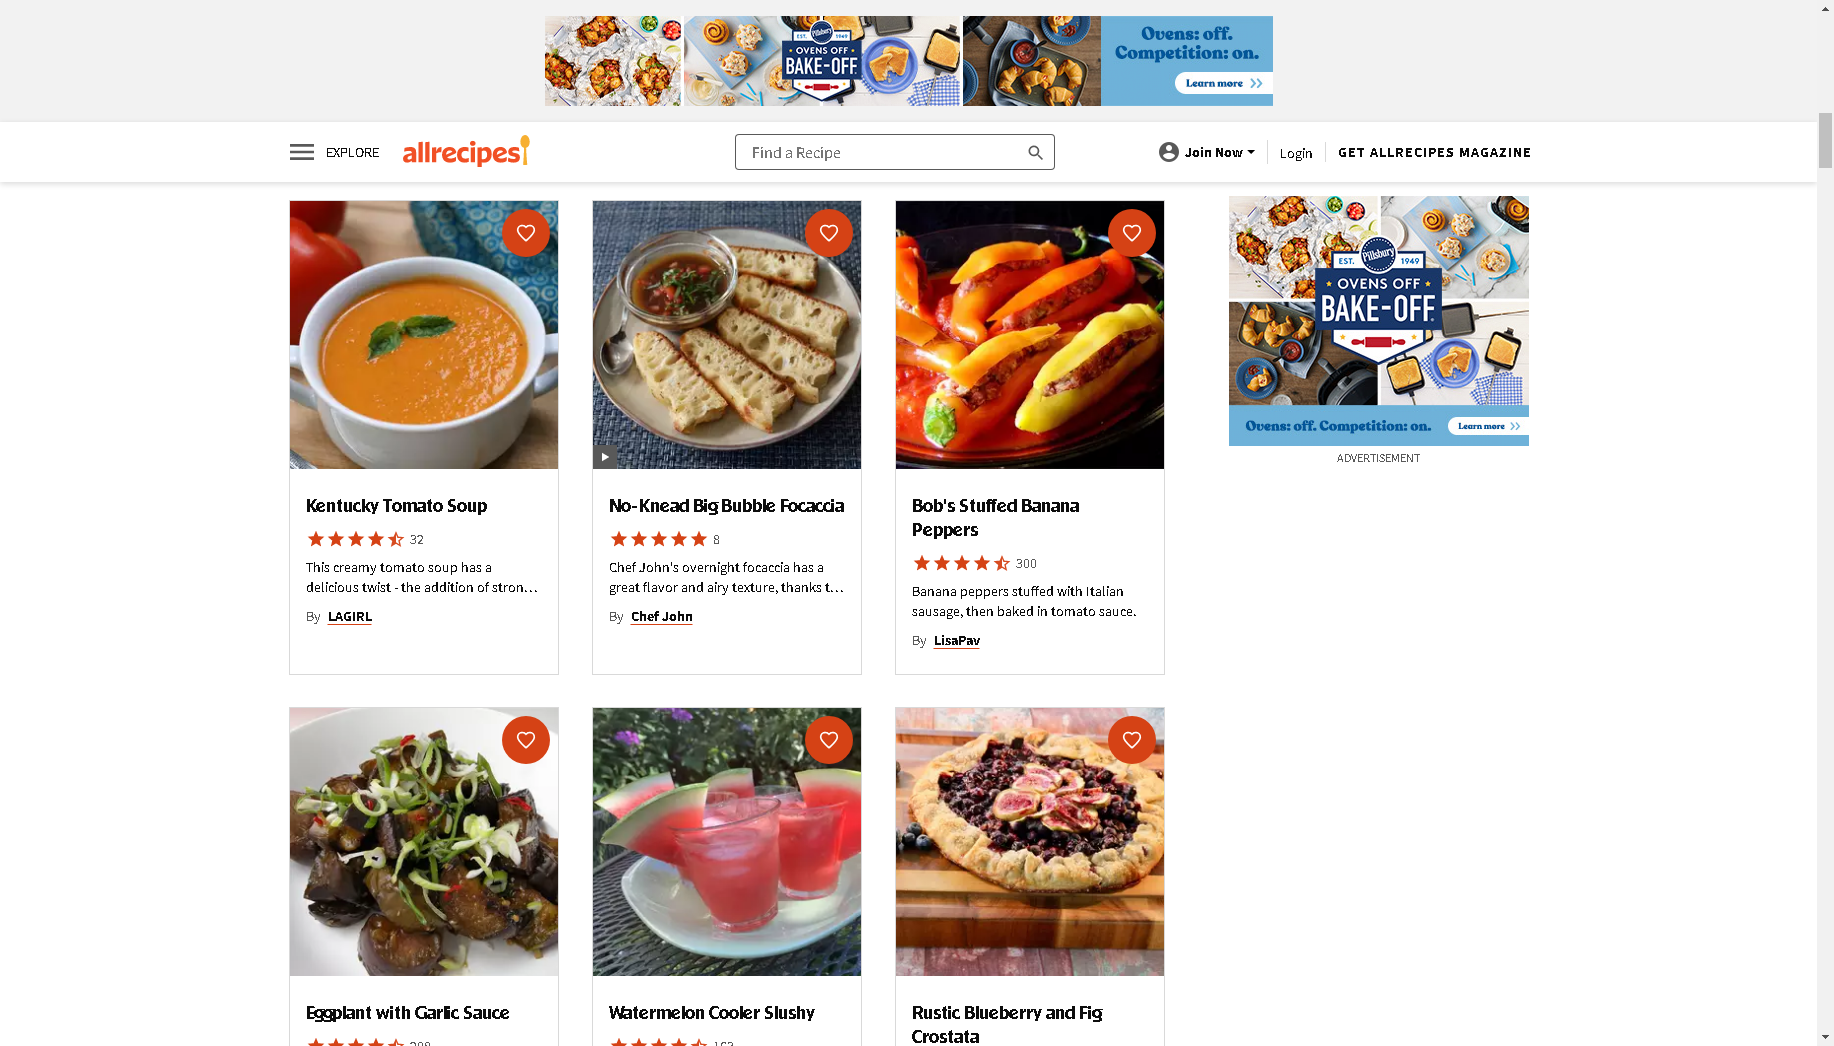 EST. Pillsbury 1949
OVENS OFF
BAKE-OFF
Ovens: off.
Competition: on.
Learn more
EXPLORE
allrecipes
Find a Recipe
Join Now
Login
GET ALLRECIPES MAGAZINE
Pillsbury
EST. 1949
OVENS OFF
BAKE-OFF
Ovens: off. Competition: on.
Learn more
ADVERTISEMENT
Kentucky Tomato Soup
32
This creamy tomato soup has a
delicious twist - the addition of stron...
By LAGIRL
No-Knead Big Bubble Focaccia
8
Chef John's overnight focaccia has a
great flavor and airy texture, thanks t...
By Chef John
Bob's Stuffed Banana
Peppers
300
Banana peppers stuffed with Italian
sausage, then baked in tomato sauce.
By LisaPav
Eggplant with Garlic Sauce
Watermelon Cooler Slushy
Rustic Blueberry and Fig
Crostata